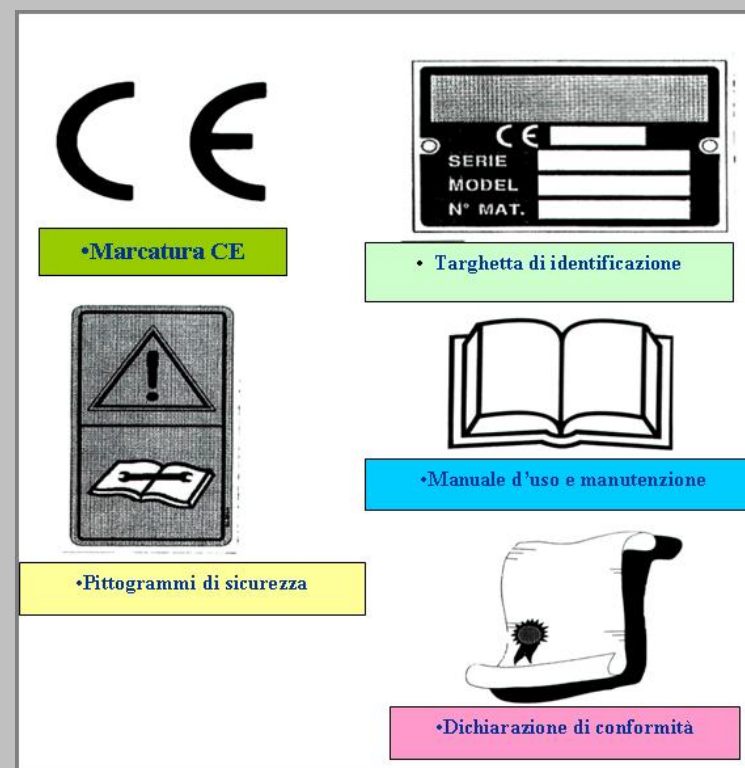 CE
•Marcatura CE
CE
SERIE
MODEL
N° MAT.
• Targhetta di identificazione
•Pittogrammi di sicurezza
•Manuale d'uso e manutenzione
•Dichiarazione di conformità